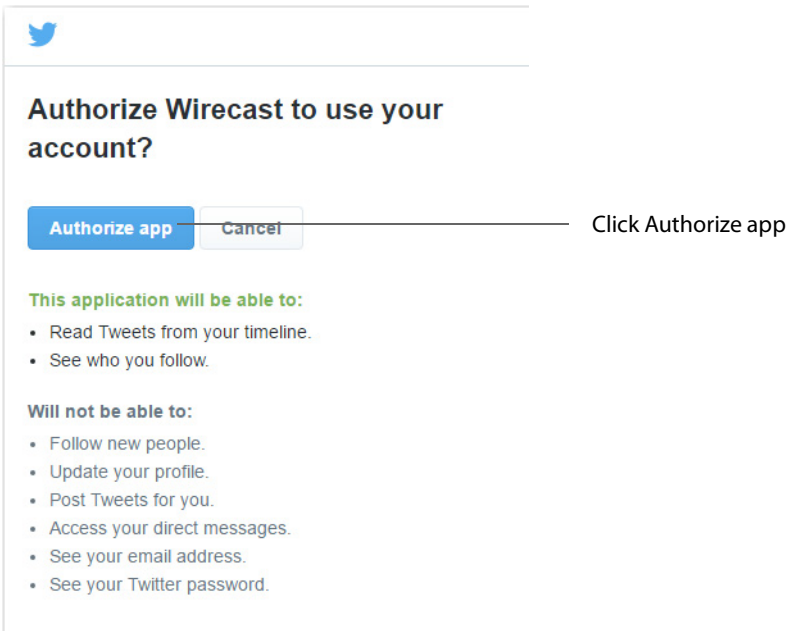 Authorize Wirecast to use your
account?
Authorize app
Cancel
Click Authorize app
This application will be able to:
• Read Tweets from your timeline.
• See who you follow.
Will not be able to:
• Follow new people.
• Update your profile.
• Post Tweets for you.
• Access your direct messages.
• See your email address.
• See your Twitter password.